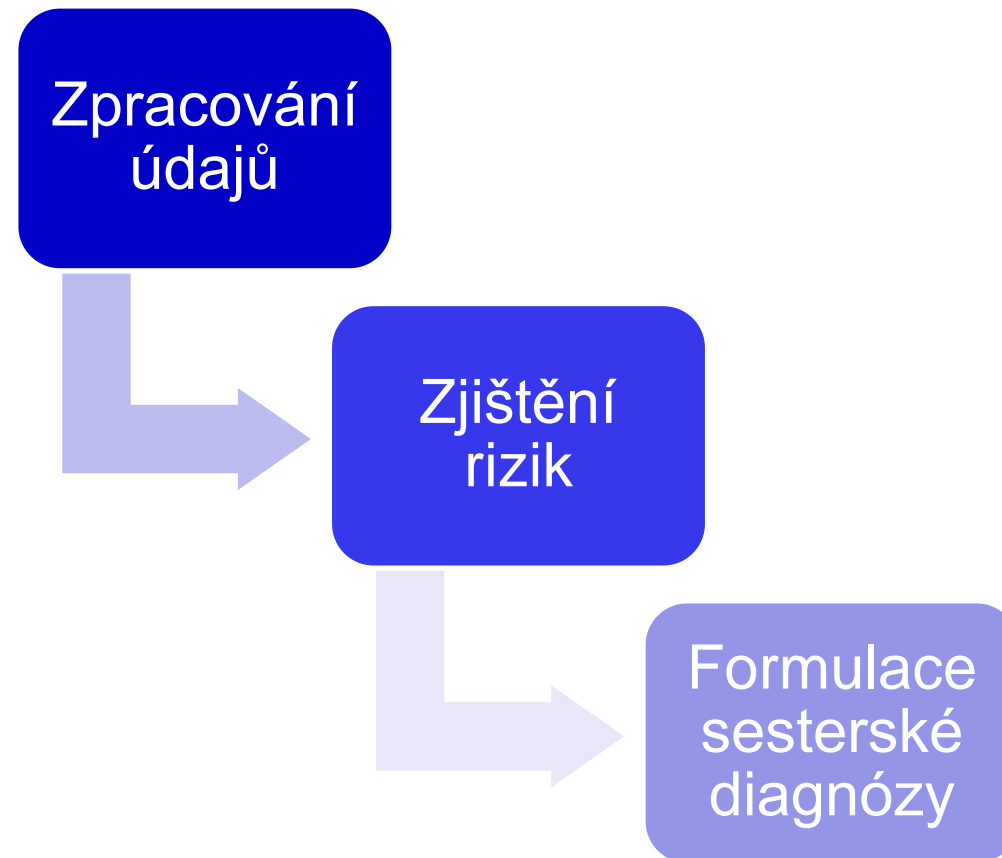 Zpracování
údajů
Zjištění
rizik
Formulace
sesterské
diagnózy